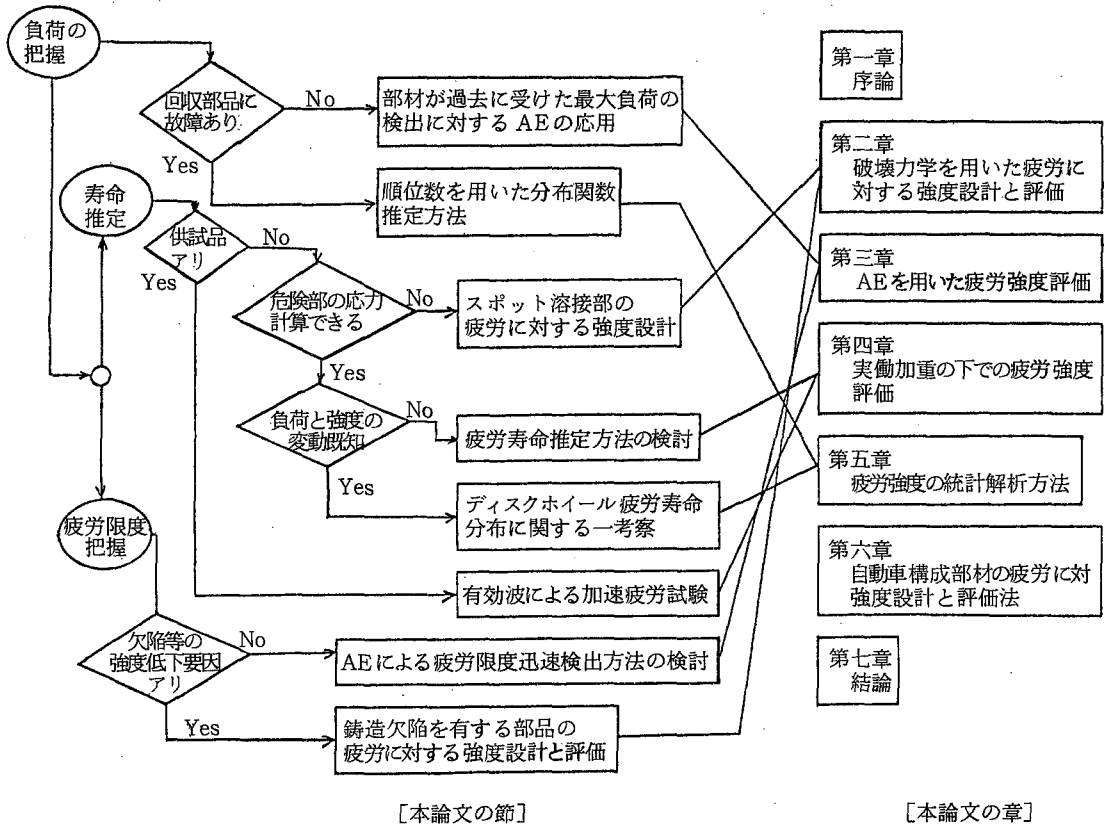 負荷の
把握
回収部品に
故障あり
No
Yes
部材が過去に受けた最大負荷の
検出に対するAEの応用
順位数を用いた分布関数
推定方法
寿命
推定
供試品
アリ
No
Yes
危険部の応力
計算できる
No
Yes
スポット溶接部の
疲労に対する強度設計
負荷と強度の
変動既知
No
Yes
疲労寿命推定方法の検討
ディスクホイール疲労寿命
分布に関する一考察
有効波による加速疲労試験
疲労限度
把握
欠陥等の
強度低下要因
アリ
No
Yes
AEによる疲労限度迅速検出方法の検討
鋳造欠陥を有する部品の
疲労に対する強度設計と評価
[本論文の節]
第一章
序論
第二章
破壊力学を用いた疲労に
対する強度設計と評価
第三章
AEを用いた疲労強度評価
第四章
実働加重の下での疲労強度
評価
第五章
疲労強度の統計解析方法
第六章
自動車構成部材の疲労に対
強度設計と評価法
第七章
結論
[本論文の章]